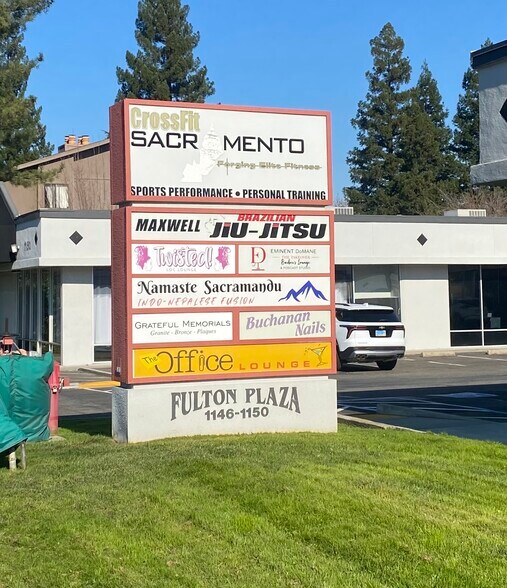 CrossFit
SACRAMENTO
Forging Elite Fitness
SPORTS PERFORMANCE • PERSONAL TRAINING
MAXWELL BRAZILIAN JIU-JITSU
Twisted
EMINENT DéMANE
Namaste Sacramandu
INDO-NEPALESE FUSION
GRATEFUL MEMORIALS
Granite - Bronze - Plaques
Buchanan Nails
The OFFICE LOUNGE
FULTON PLAZA
1146-1150